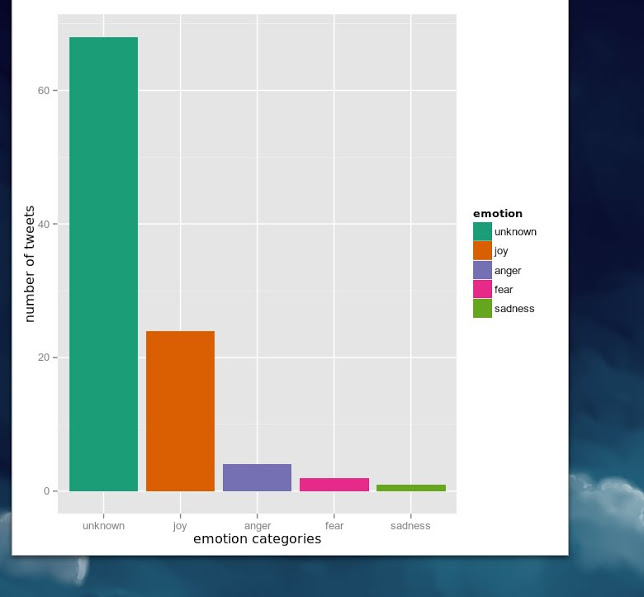 number of tweets
60
40
20
0
unknown joy anger fear sadness
emotion categories
emotion
unknown
joy
anger
fear
sadness